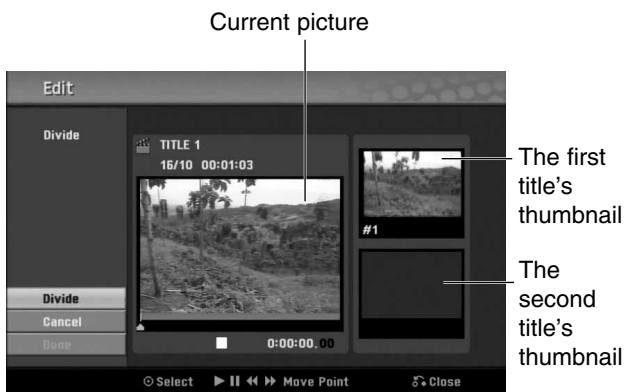 Current picture
Edit
Divide
TITLE 1
16/10 00:01:03
#1
The first
title's
thumbnail
The
second
title's
thumbnail
Divide
Cancel
Done
0:00:00.00
Select Move Point Close